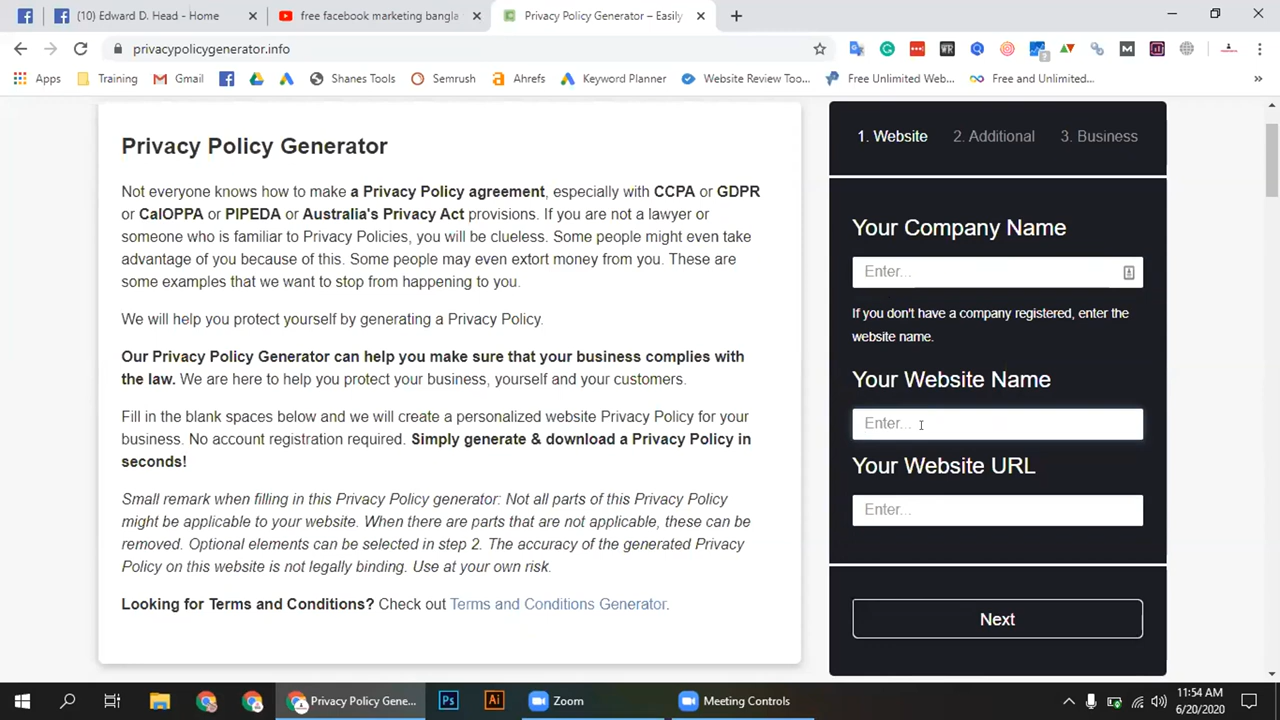 (10) Edward D. Head - Home
free facebook marketing bangla
Privacy Policy Generator – Easily
privacypolicygenerator.info
Apps
Training
Gmail
Shanes Tools
Semrush
Ahrefs
Keyword Planner
Website Review Too...
Free Unlimited Web...
Free and Unlimited...
Privacy Policy Generator
Not everyone knows how to make a Privacy Policy agreement, especially with CCPA or GDPR
or CalOPPA or PIPEDA or Australia's Privacy Act provisions. If you are not a lawyer or
someone who is familiar to Privacy Policies, you will be clueless. Some people might even take
advantage of you because of this. Some people may even extort money from you. These are
some examples that we want to stop from happening to you.
We will help you protect yourself by generating a Privacy Policy.
Our Privacy Policy Generator can help you make sure that your business complies with
the law. We are here to help you protect your business, yourself and your customers.
Fill in the blank spaces below and we will create a personalized website Privacy Policy for your
business. No account registration required. Simply generate & download a Privacy Policy in
seconds!
Small remark when filling in this Privacy Policy generator: Not all parts of this Privacy Policy
might be applicable to your website. When there are parts that are not applicable, these can be
removed. Optional elements can be selected in step 2. The accuracy of the generated Privacy
Policy on this website is not legally binding. Use at your own risk.
Looking for Terms and Conditions? Check out Terms and Conditions Generator.
1. Website
2. Additional
3. Business
Your Company Name
Enter...
If you don't have a company registered, enter the
website name.
Your Website Name
Enter...
Your Website URL
Enter...
Next
Privacy Policy Gene...
Ps
Ai
Zoom
Meeting Controls
11:54 AM
6/20/2020